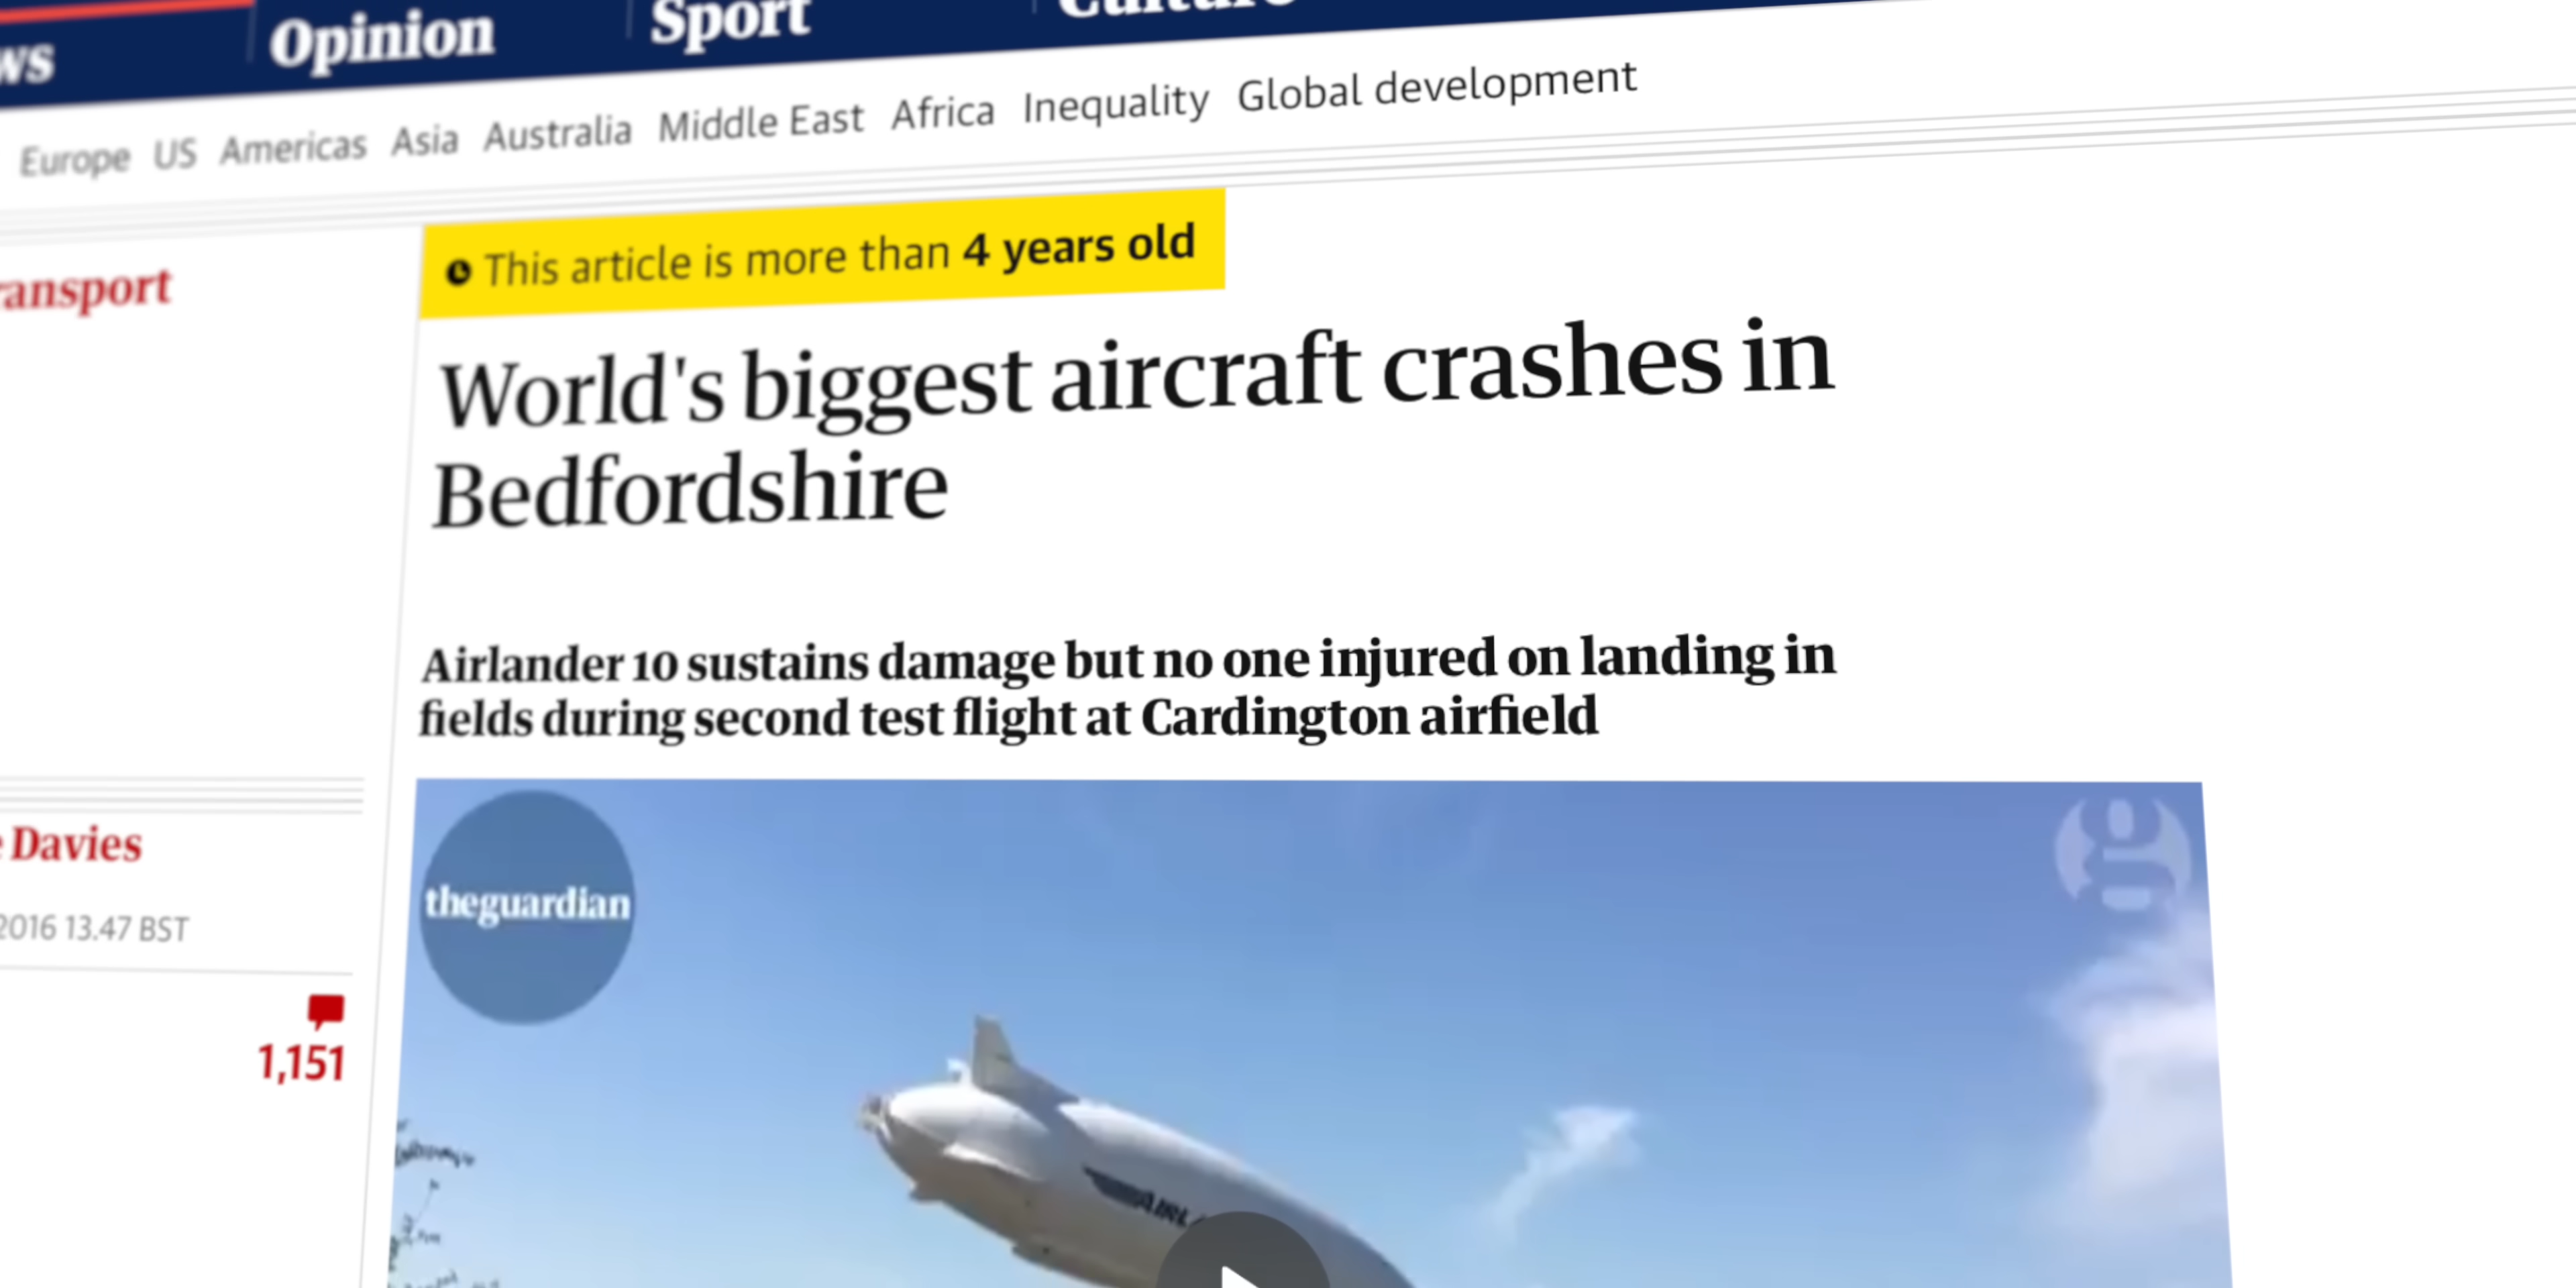 Opinion
Sport
Europe US Americas Asia Australia Middle East Africa Inequality Global development
This article is more than 4 years old
World's biggest aircraft crashes in
Bedfordshire
Airlander 10 sustains damage but no one injured on landing in
fields during second test flight at Cardington airfield
Davies
2016 13.47 BST
1,151
theguardian